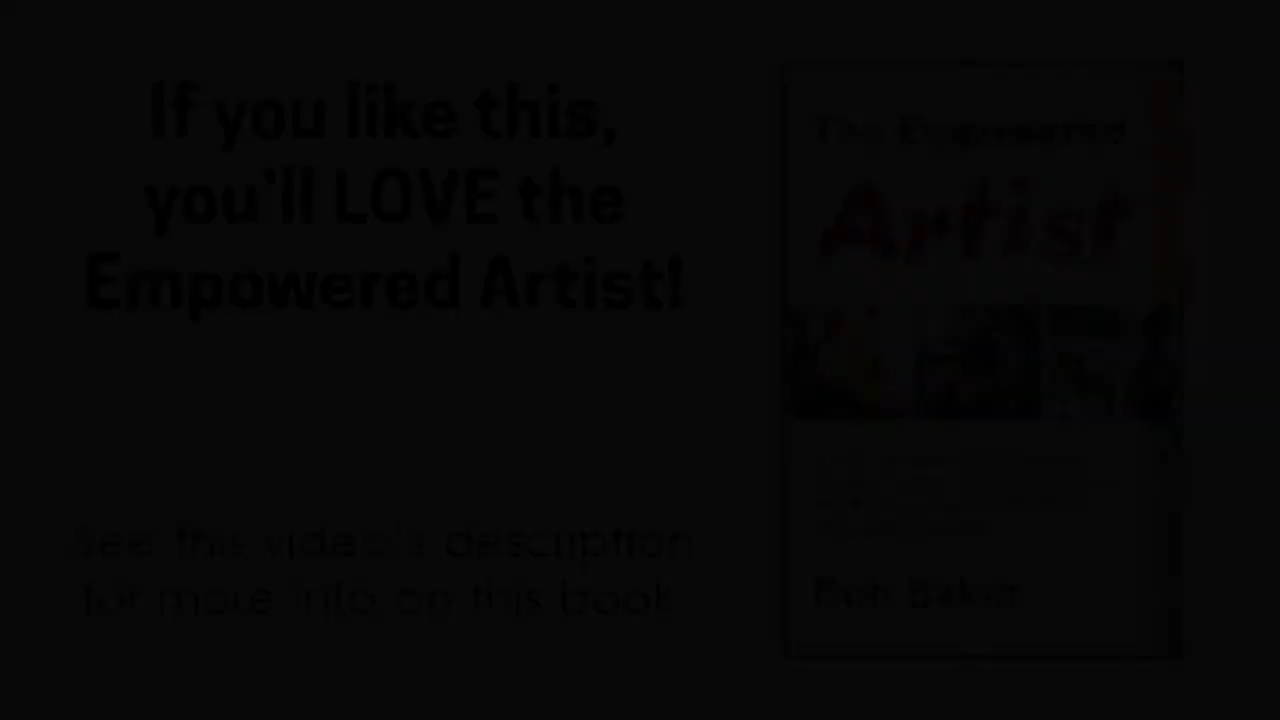 If you like this,
you'll LOVE the
Empowered Artist!
See this video's description
for more info on this book
The Empowered
Artist
Bob Baker